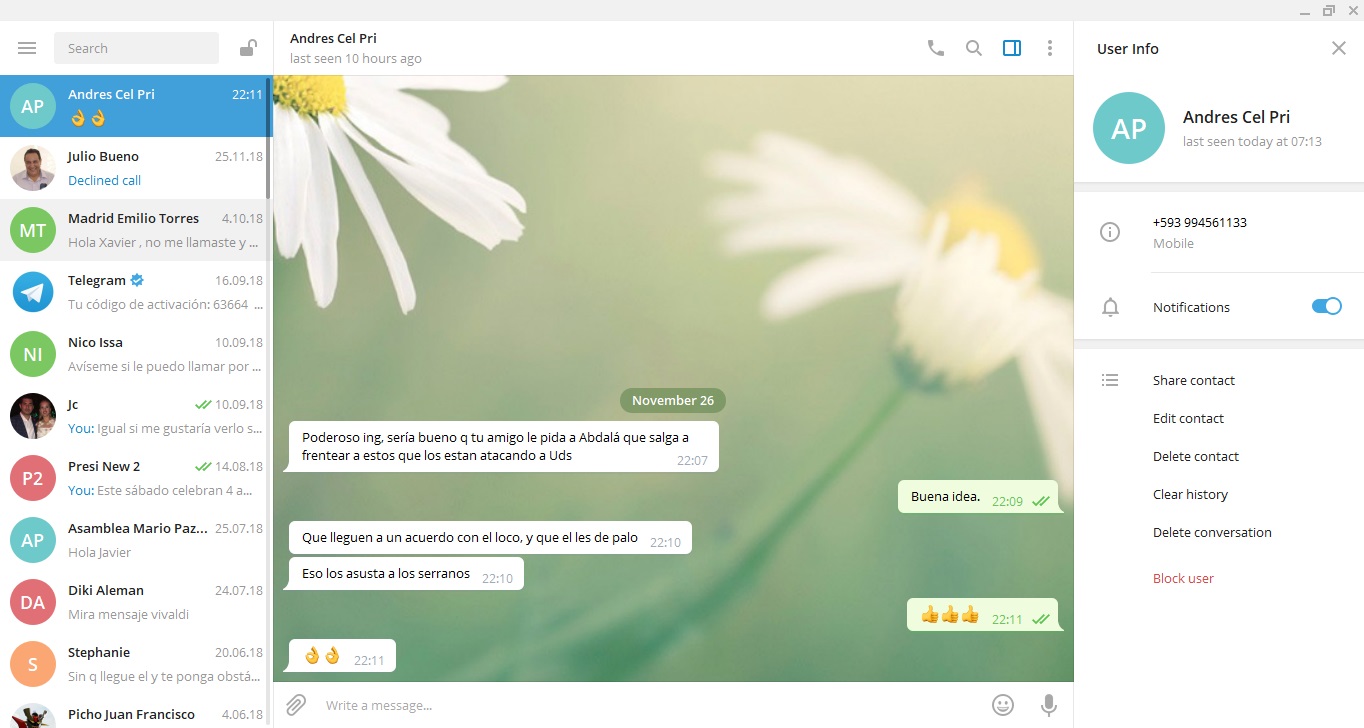 Search
AP
Andres Cel Pri 22:11
👌👌
Julio Bueno 25.11.18
Declined call
MT
Madrid Emilio Torres 4.10.18
Hola Xavier , no me llamaste y ...
Telegram 16.09.18
Tu código de activación: 63664 ...
NI
Nico Issa 10.09.18
Avíseme si le puedo llamar por ...
Jc 10.09.18
You: Igual si me gustaría verlo s...
P2
Presi New 2 14.08.18
You: Este sábado celebran 4 a...
AP
Asamblea Mario Paz... 25.07.18
Hola Javier
DA
Diki Aleman 24.07.18
Mira mensaje vivaldi
S
Stephanie 20.06.18
Sin q llegue el y te ponga obstá...
Picho Juan Francisco 4.06.18
Andres Cel Pri
last seen 10 hours ago
November 26
Poderoso ing, sería bueno q tu amigo le pida a Abdalá que salga a
frentear a estos que los estan atacando a Uds 22:07
Buena idea. 22:09
Que lleguen a un acuerdo con el loco, y que el les de palo 22:10
Eso los asusta a los serranos 22:10
👍👍👍 22:11
👌👌 22:11
Write a message...
User Info
AP
Andres Cel Pri
last seen today at 07:13
+593 994561133
Mobile
Notifications
Share contact
Edit contact
Delete contact
Clear history
Delete conversation
Block user